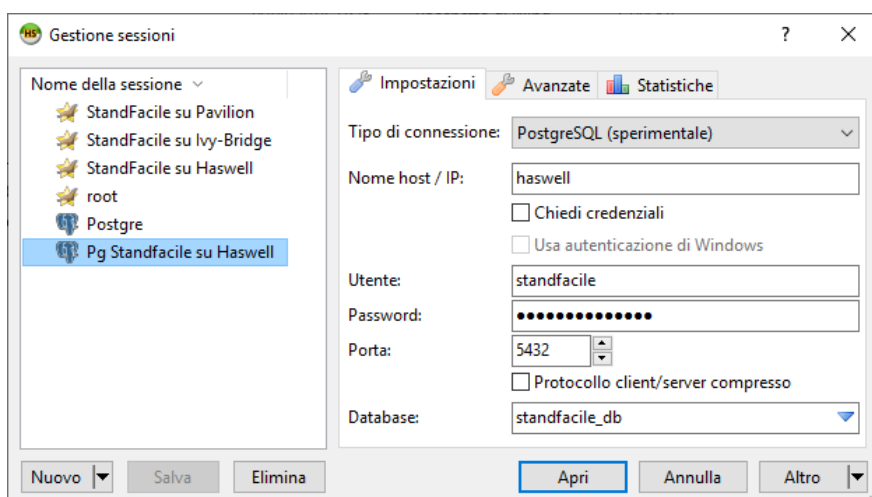 HS Gestione sessioni ?
Nome della sessione
StandFacile su Pavilion
StandFacile su Ivy-Bridge
StandFacile su Haswell
root
Postgre
Pg Standfacile su Haswell
Nuovo Salva Elimina
Impostazioni Avanzate Statistiche
Tipo di connessione: PostgreSQL (sperimentale)
Nome host / IP: haswell
Chiedi credenziali
Usa autenticazione di Windows
Utente: standfacile
Password: ●●●●●●●●●●●●●●
Porta: 5432
Protocollo client/server compresso
Database: standfacile_db
Apri Annulla Altro